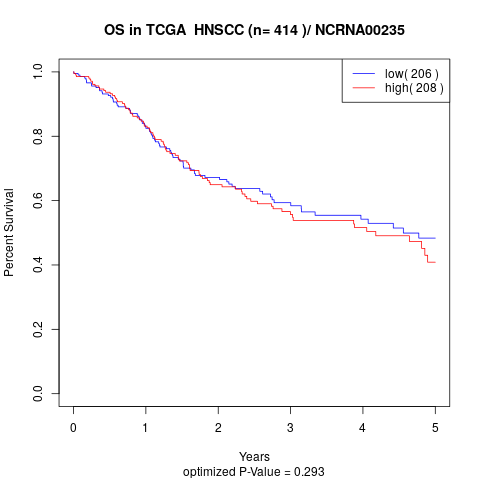 OS in TCGA  HNSCC (n= 414 )/ NCRNA00235
low( 206 )
high( 208 )
Percent Survival
1.0
0.8
0.6
0.4
0.2
0.0
0 1 2 3 4 5
Years
optimized P-Value = 0.293